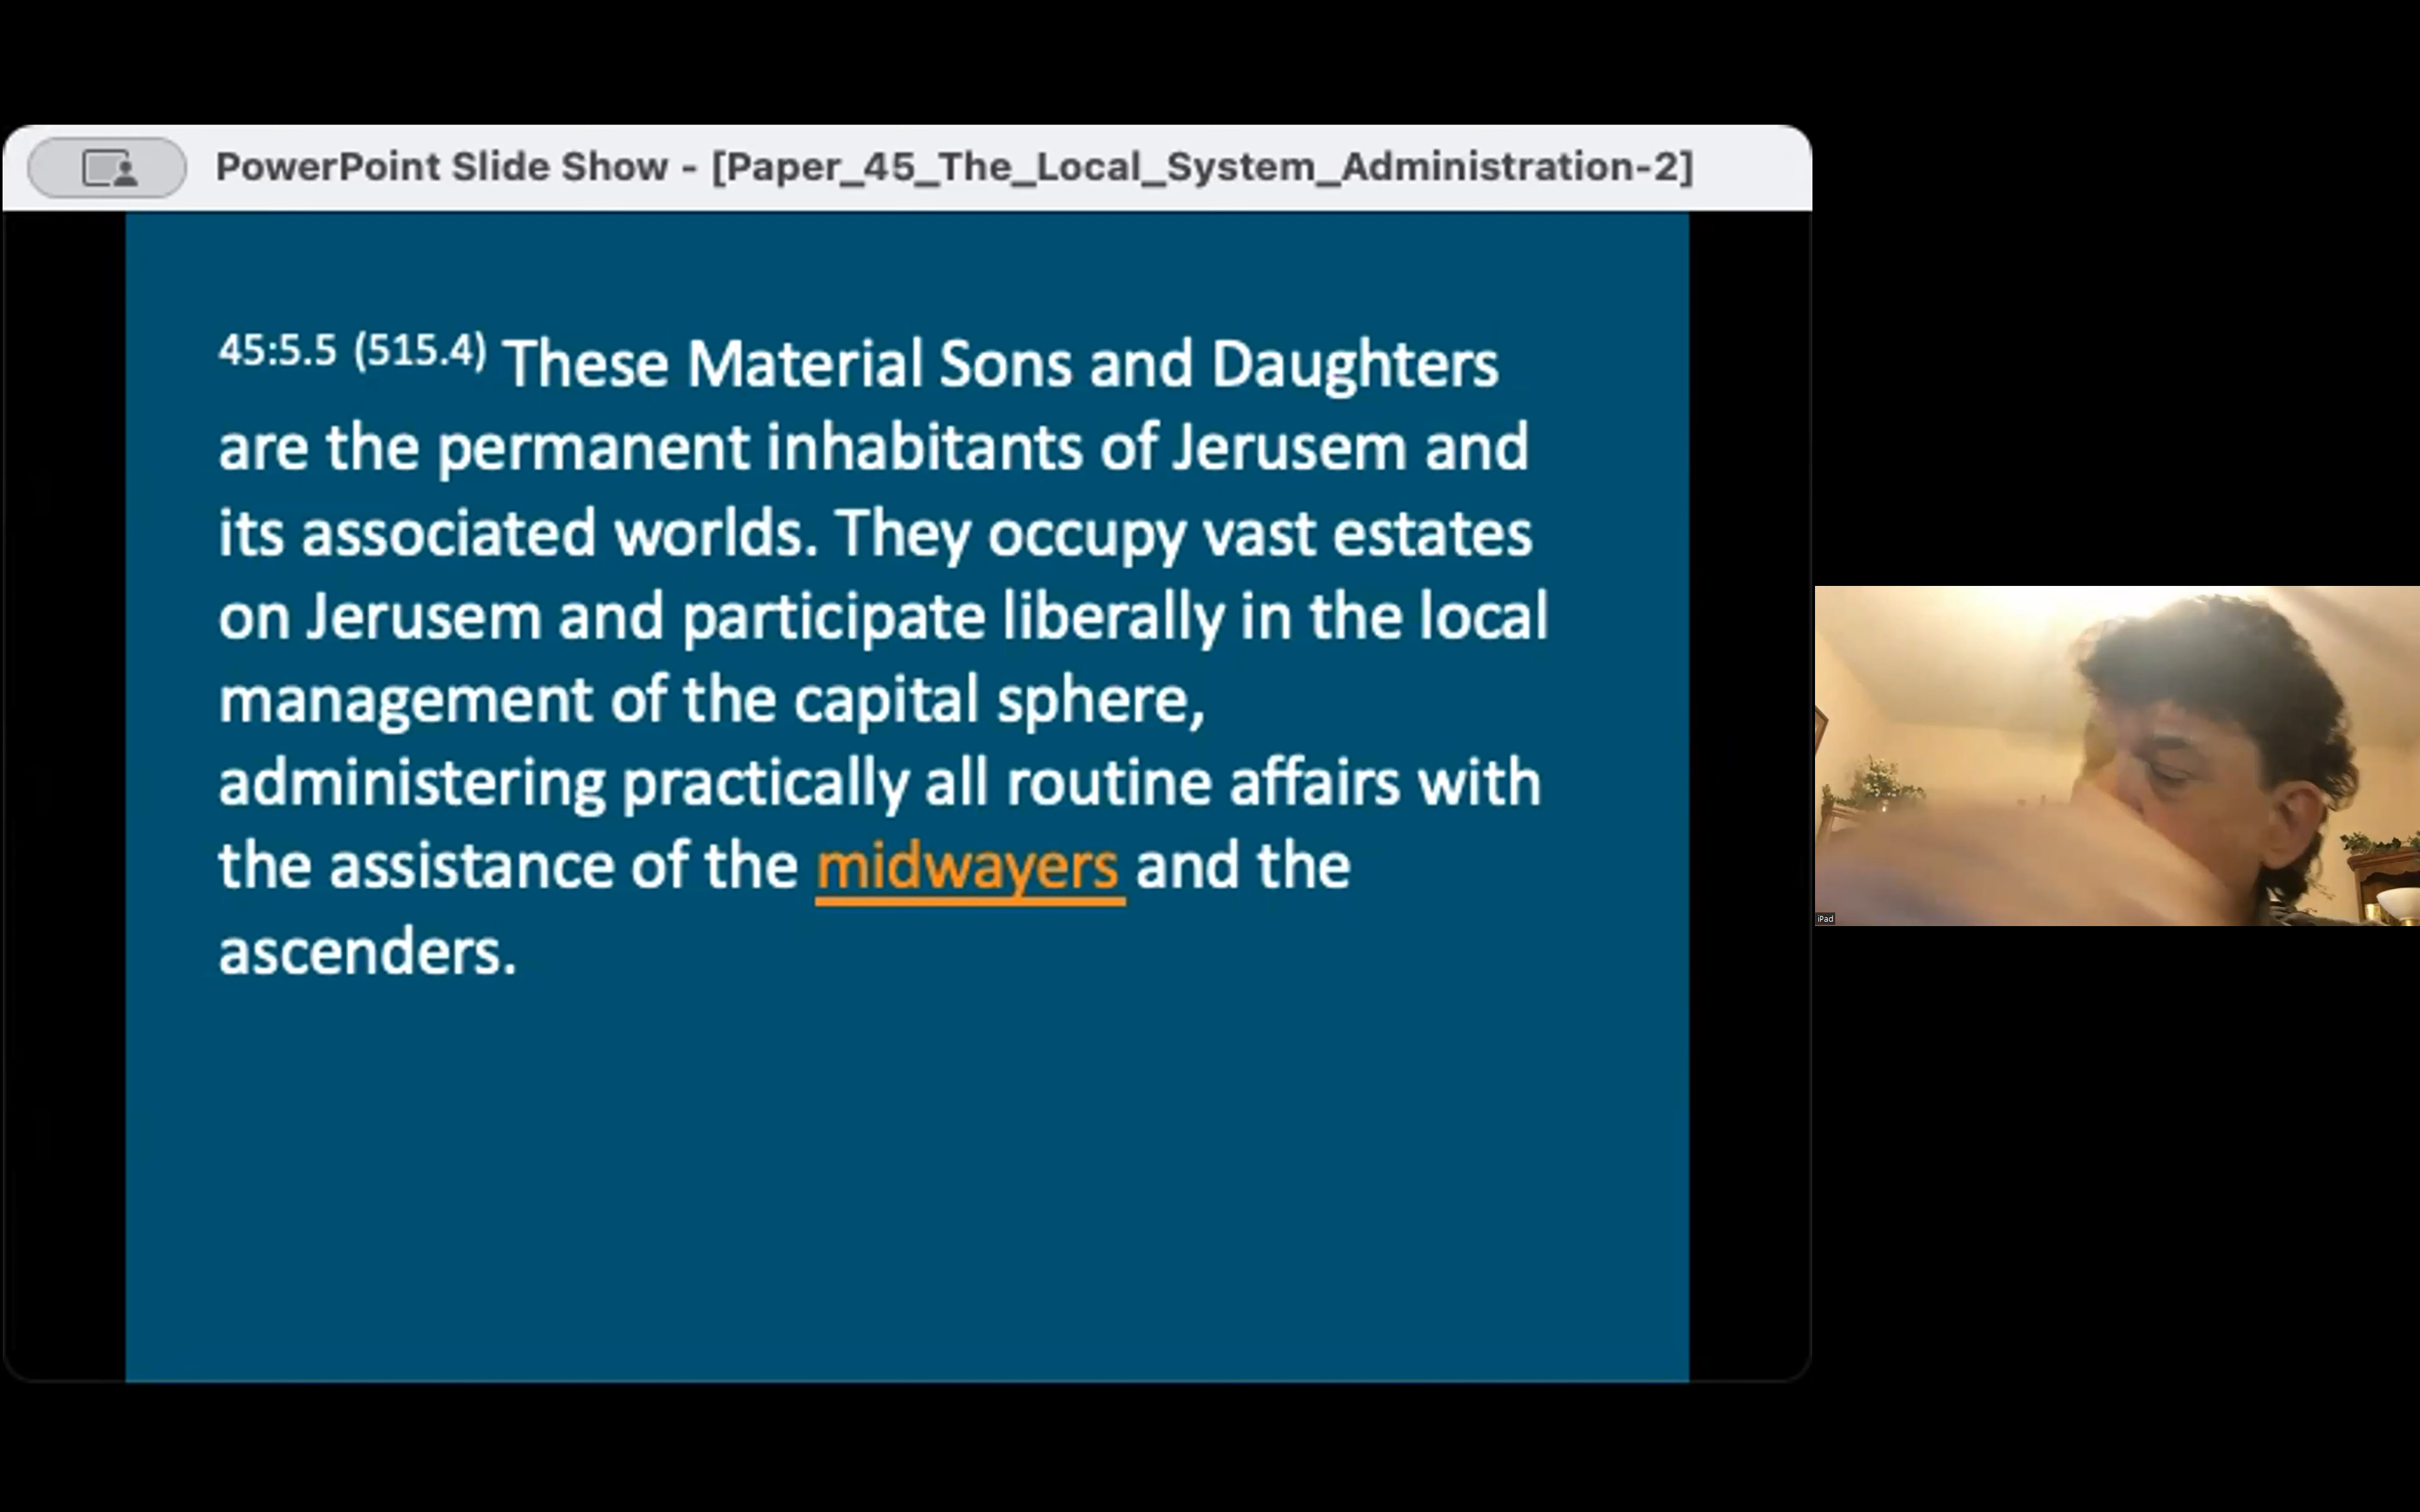 PowerPoint Slide Show - [Paper_45_The_Local_System_Administration-2]
45:5.5 (515.4) These Material Sons and Daughters
are the permanent inhabitants of Jerusem and
its associated worlds. They occupy vast estates
on Jerusem and participate liberally in the local
management of the capital sphere,
administering practically all routine affairs with
the assistance of the midwayers and the
ascenders.
iPad